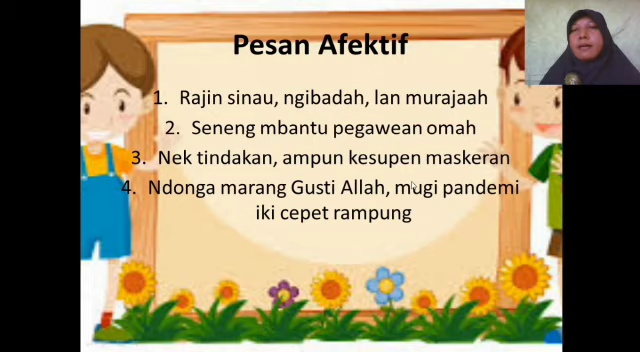 Pesan Afektif
1. Rajin sinau, ngibadah, lan murajaah
2. Seneng mbantu pegawean omah
3. Nek tindakan, ampun kesupen maskeran
4. Ndonga marang Gusti Allah, mugi pandemi
iki cepet rampung